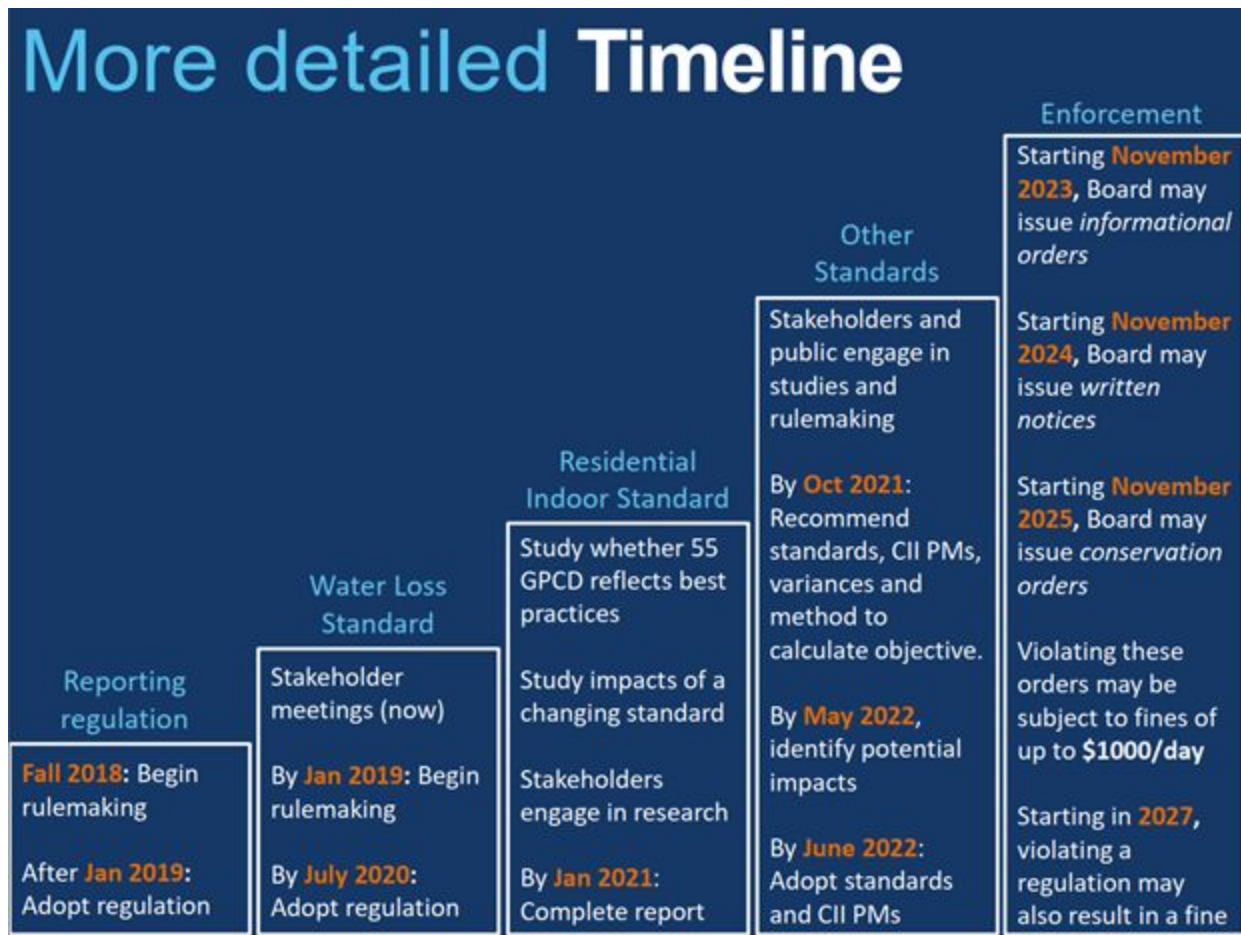 More detailed Timeline
Reporting
regulation
Fall 2018: Begin
rulemaking
After Jan 2019:
Adopt regulation
Water Loss
Standard
Stakeholder
meetings (now)
By Jan 2019: Begin
rulemaking
By July 2020:
Adopt regulation
Residential
Indoor Standard
Study whether 55
GPCD reflects best
practices
Study impacts of a
changing standard
Stakeholders
engage in research
By Jan 2021:
Complete report
Other
Standards
Stakeholders and
public engage in
studies and
rulemaking
By Oct 2021:
Recommend
standards, CII PMs,
variances and
method to
calculate objective.
By May 2022,
identify potential
impacts
By June 2022:
Adopt standards
and CII PMs
Enforcement
Starting November
2023, Board may
issue informational
orders
Starting November
2024, Board may
issue written
notices
Starting November
2025, Board may
issue conservation
orders
Violating these
orders may be
subject to fines of
up to $1000/day
Starting in 2027,
violating a
regulation may
also result in a fine